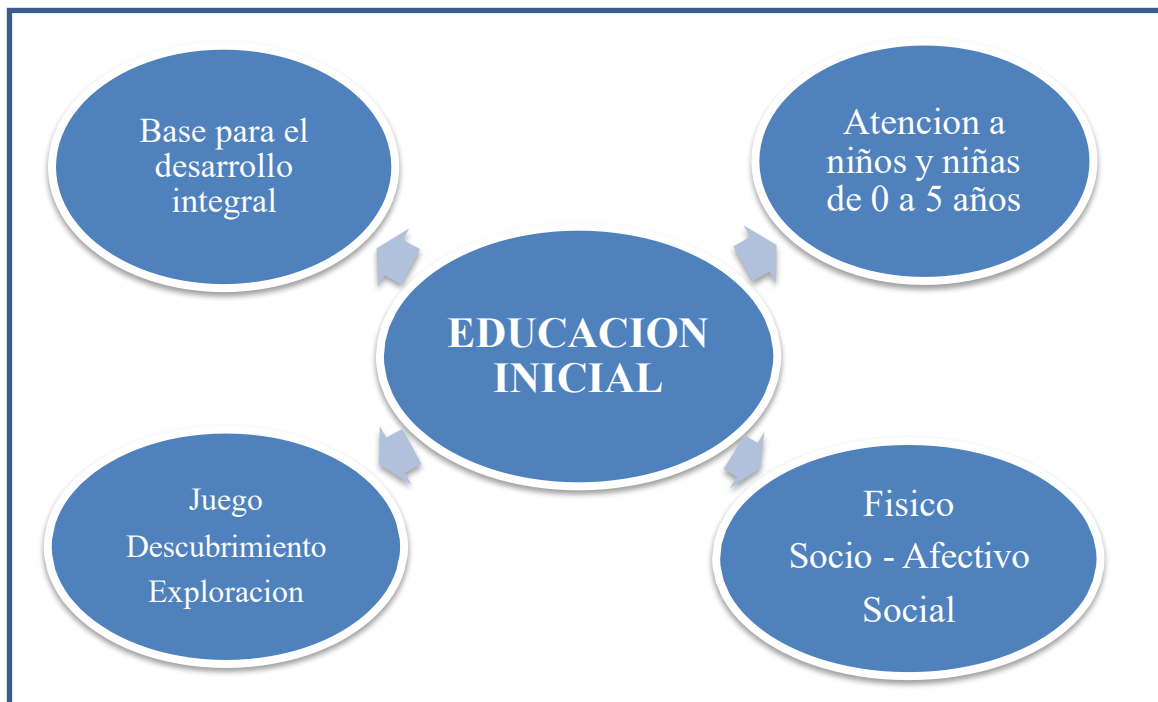 Base para el
desarrollo
integral
Atencion a
niños y niñas
de 0 a 5 años
EDUCACION
INICIAL
Juego
Descubrimiento
Exploracion
Fisico
Socio - Afectivo
Social